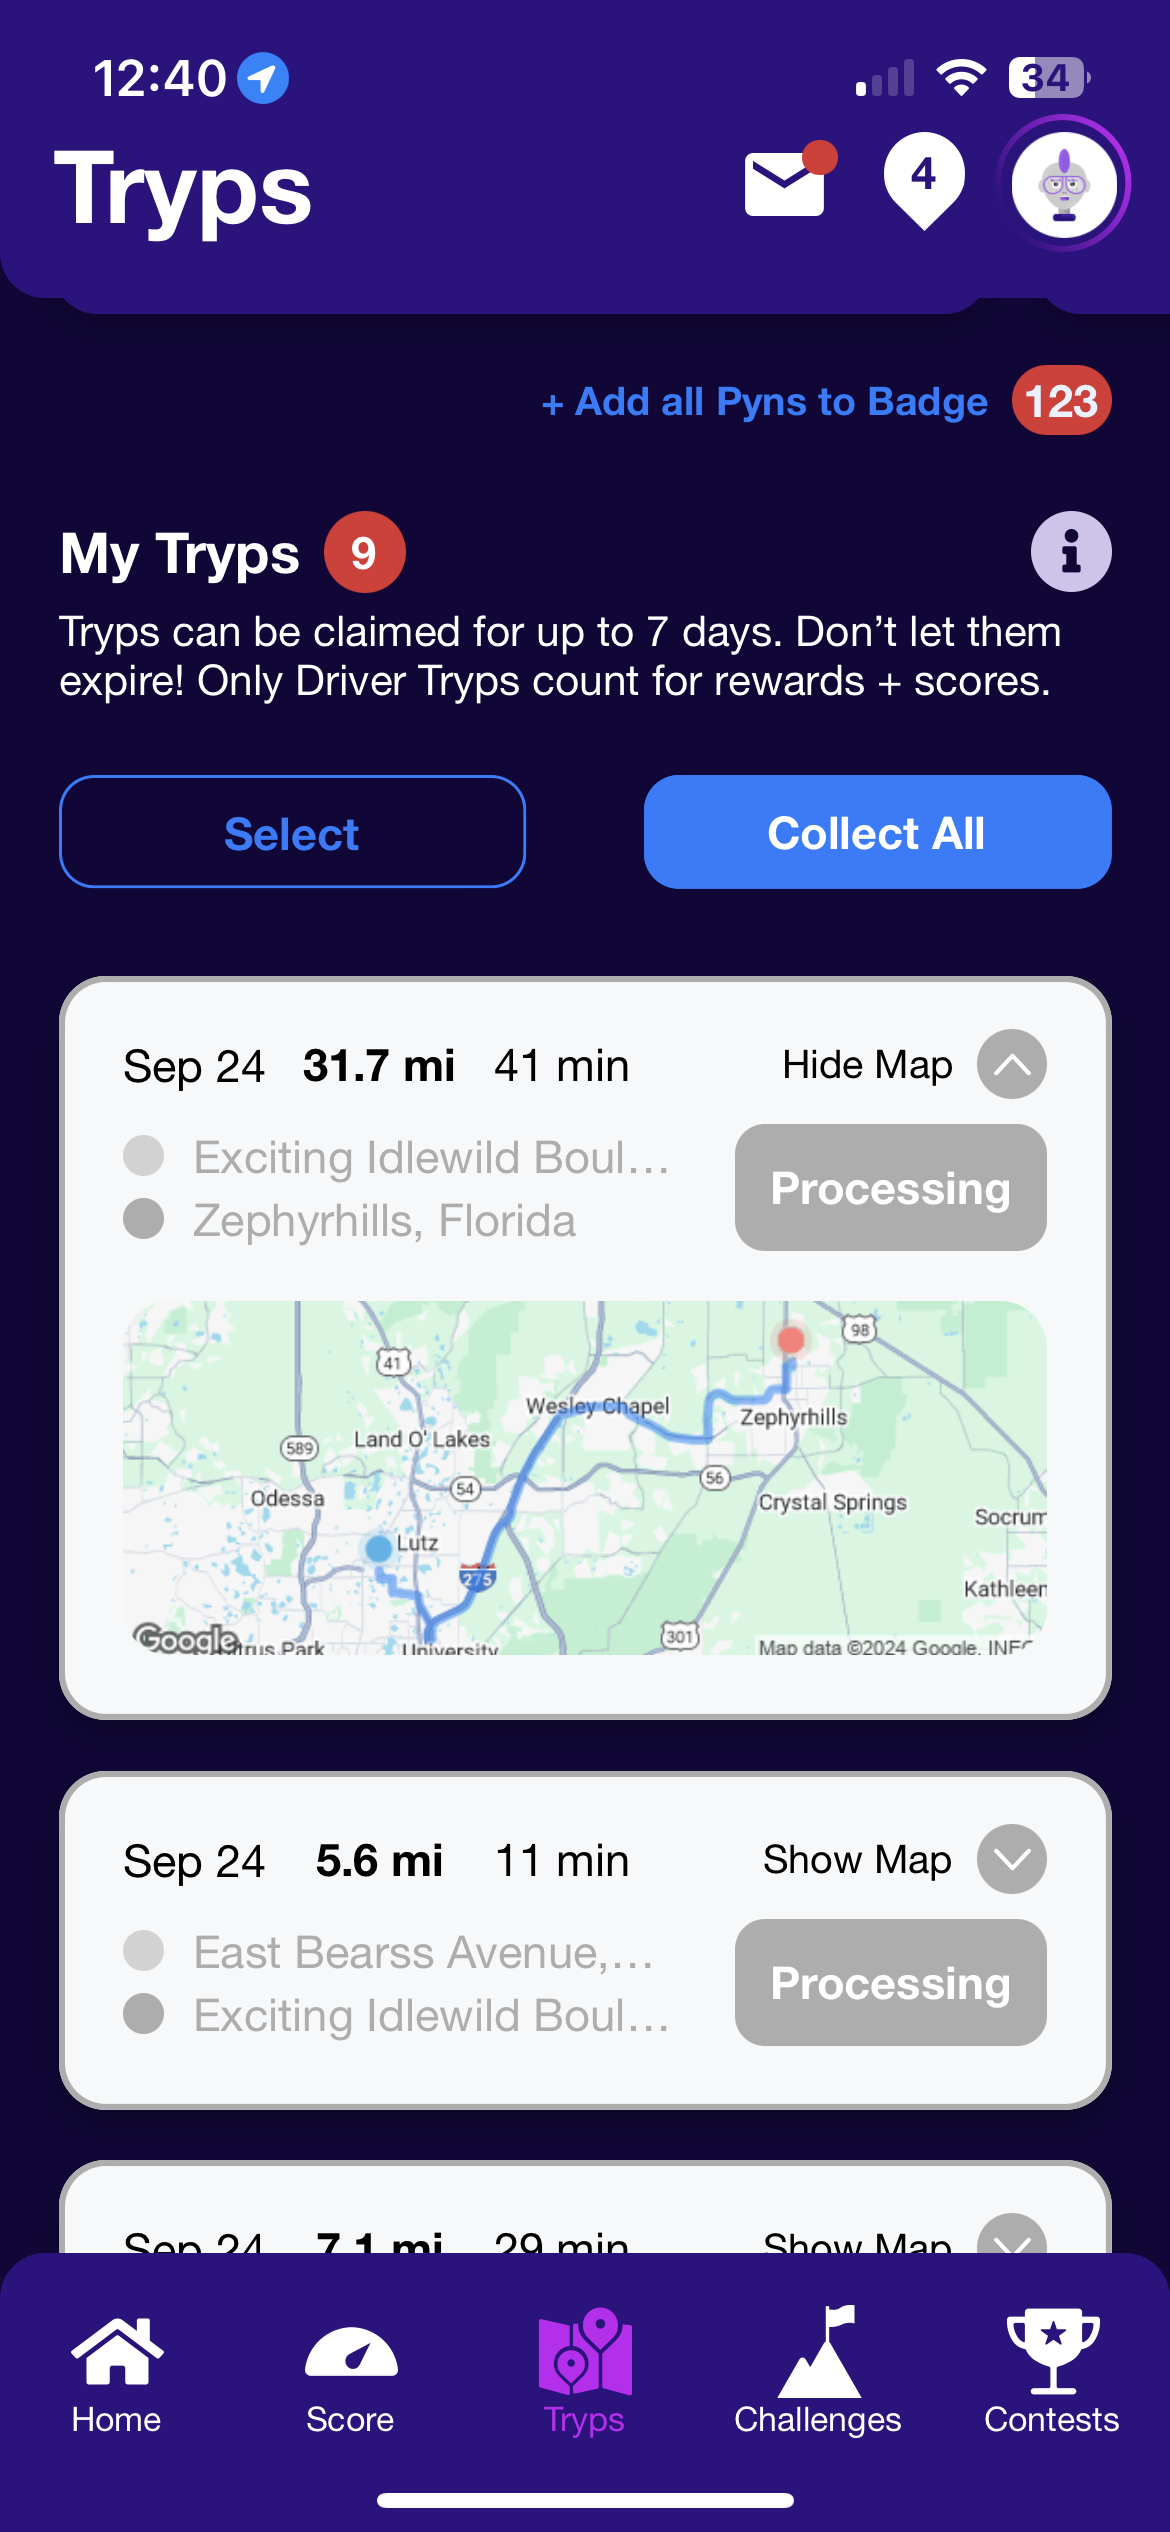 12:40
34
Tryps
4
+ Add all Pyns to Badge 123
My Tryps 9
Tryps can be claimed for up to 7 days. Don’t let them
expire! Only Driver Tryps count for rewards + scores.
Select
Collect All
Sep 24 31.7 mi 41 min Hide Map
Exciting Idlewild Boul...
Zephyrhills, Florida
Processing
98
41
Wesley Chapel
Zephyrhills
Land O' Lakes
589
54
56
Odessa
Crystal Springs
Socrum
Lutz
275
Kathleen
301
Google
trus Park
University
Map data ©2024 Google, INEG
Sep 24 5.6 mi 11 min Show Map
East Bearss Avenue,...
Exciting Idlewild Boul...
Processing
Sep 24 7.1 mi 29 min Show Map
Home
Score
Tryps
Challenges
Contests